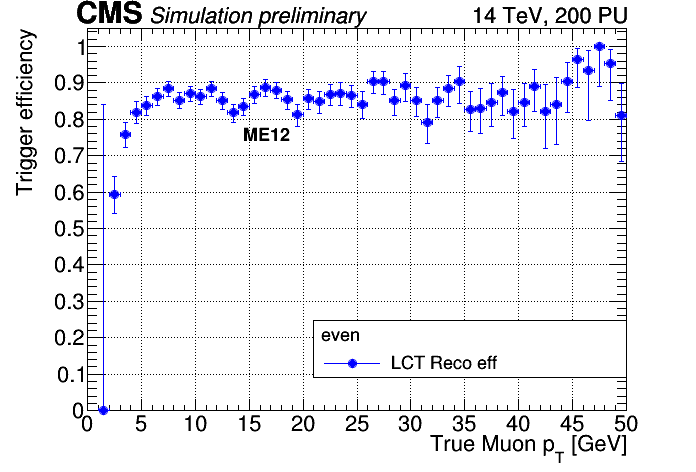 CMS Simulation preliminary 14 TeV, 200 PU
Trigger efficiency
1
0.9
0.8
0.7
0.6
0.5
0.4
0.3
0.2
0.1
0
ME12
even
LCT Reco eff
0 5 10 15 20 25 30 35 40 45 50
True Muon pT [GeV]